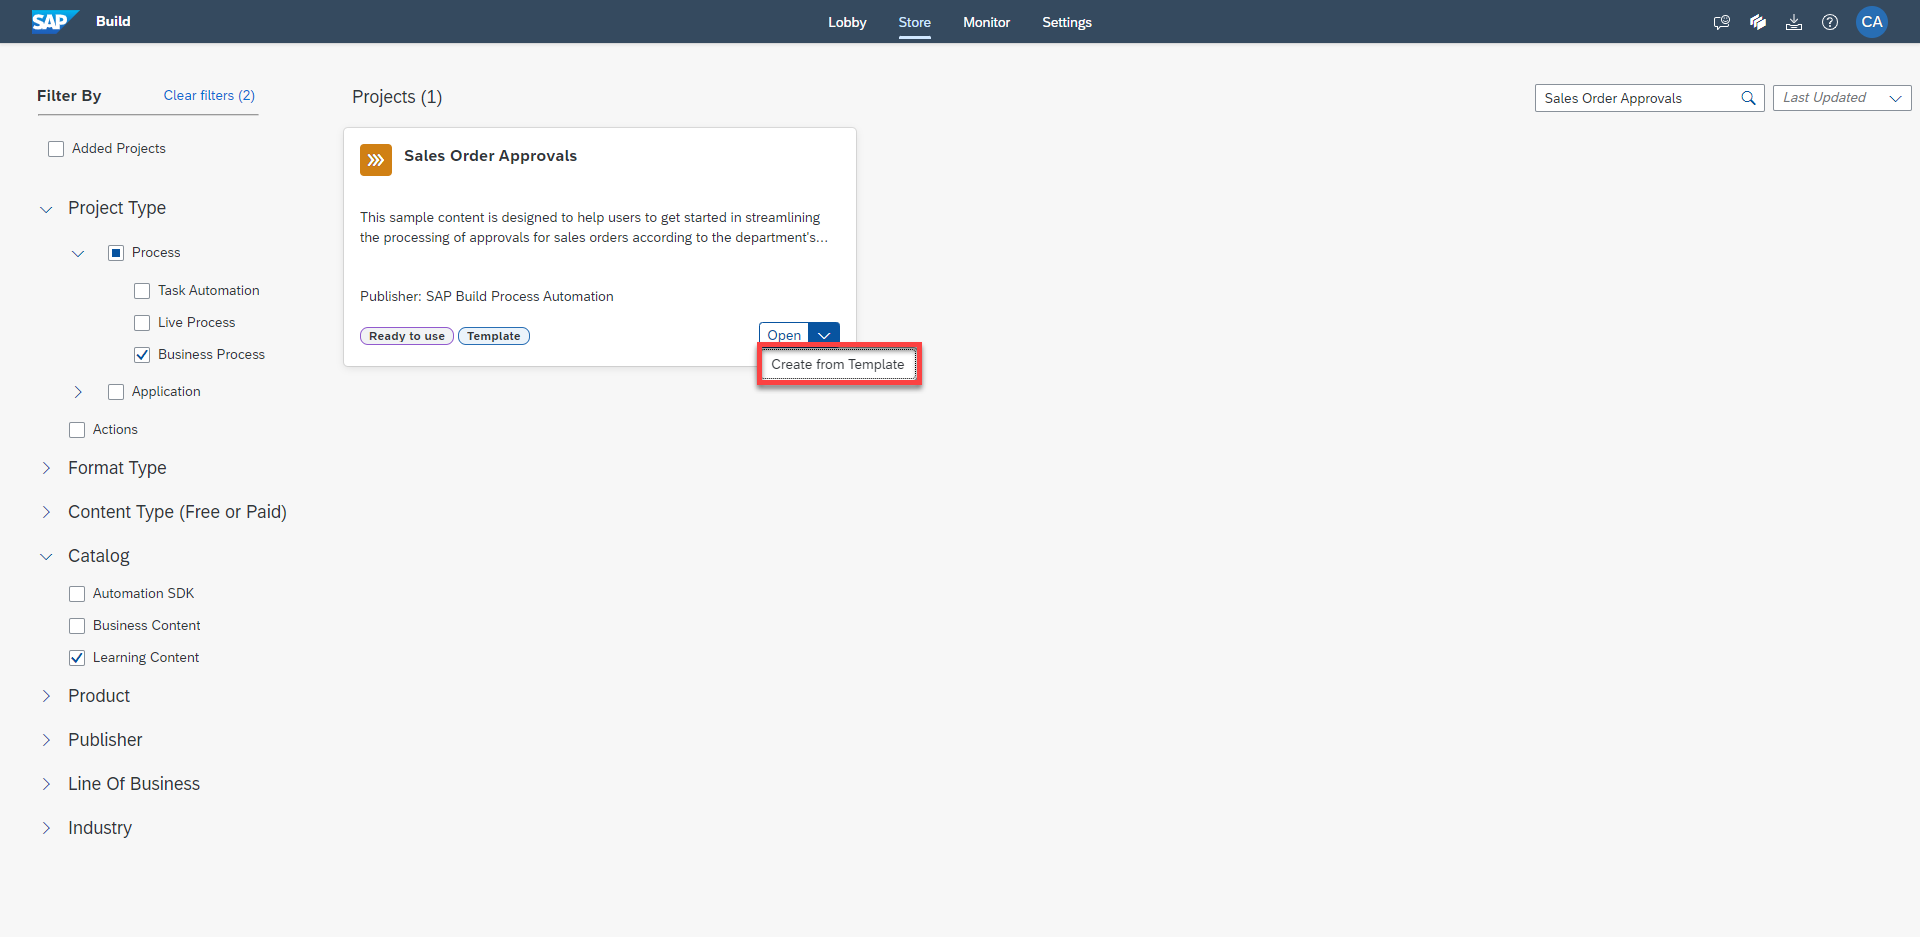 SAP Build
Lobby
Store
Monitor
Settings
CA
Filter By
Clear filters (2)
Added Projects
Project Type
Process
Task Automation
Live Process
Business Process
Application
Actions
Format Type
Content Type (Free or Paid)
Catalog
Automation SDK
Business Content
Learning Content
Product
Publisher
Line Of Business
Industry
Projects (1)
Sales Order Approvals
Last Updated
Sales Order Approvals
This sample content is designed to help users to get started in streamlining
the processing of approvals for sales orders according to the department's...
Publisher: SAP Build Process Automation
Ready to use
Template
Open
Create from Template